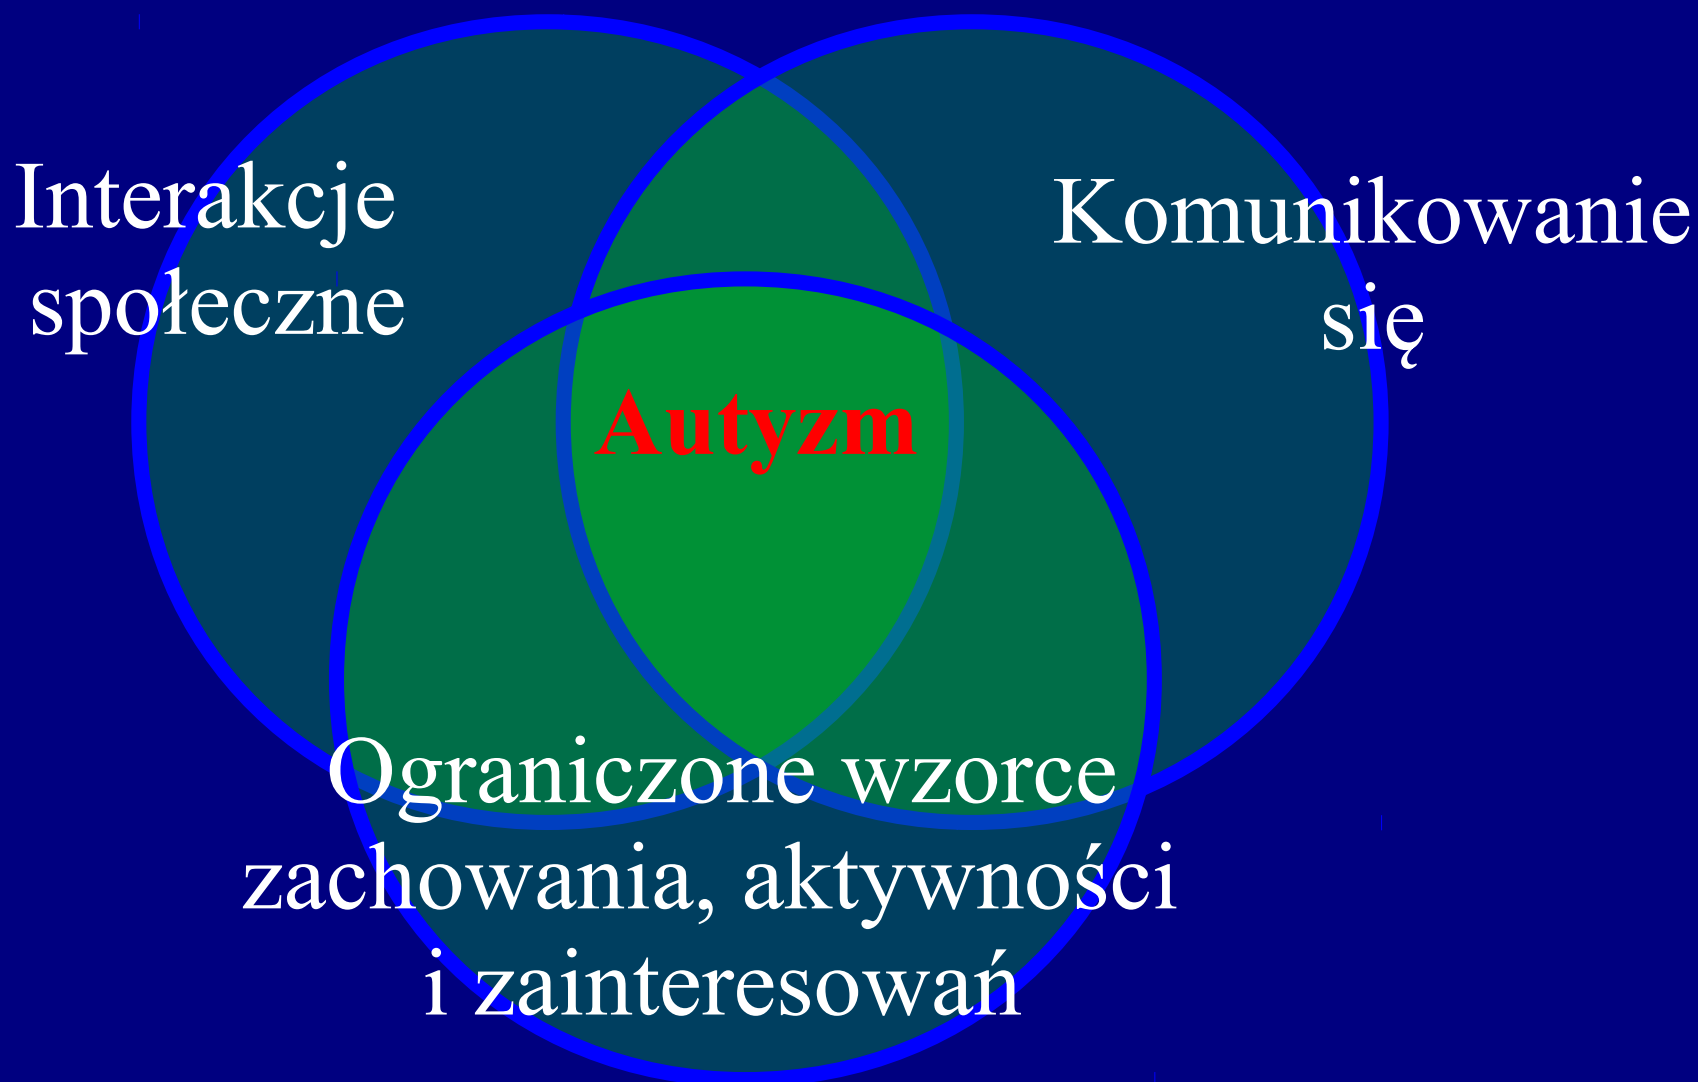 Interakcje
społeczne
Komunikowanie
się
Autyzm
Ograniczone wzorce
zachowania, aktywności
i zainteresowań